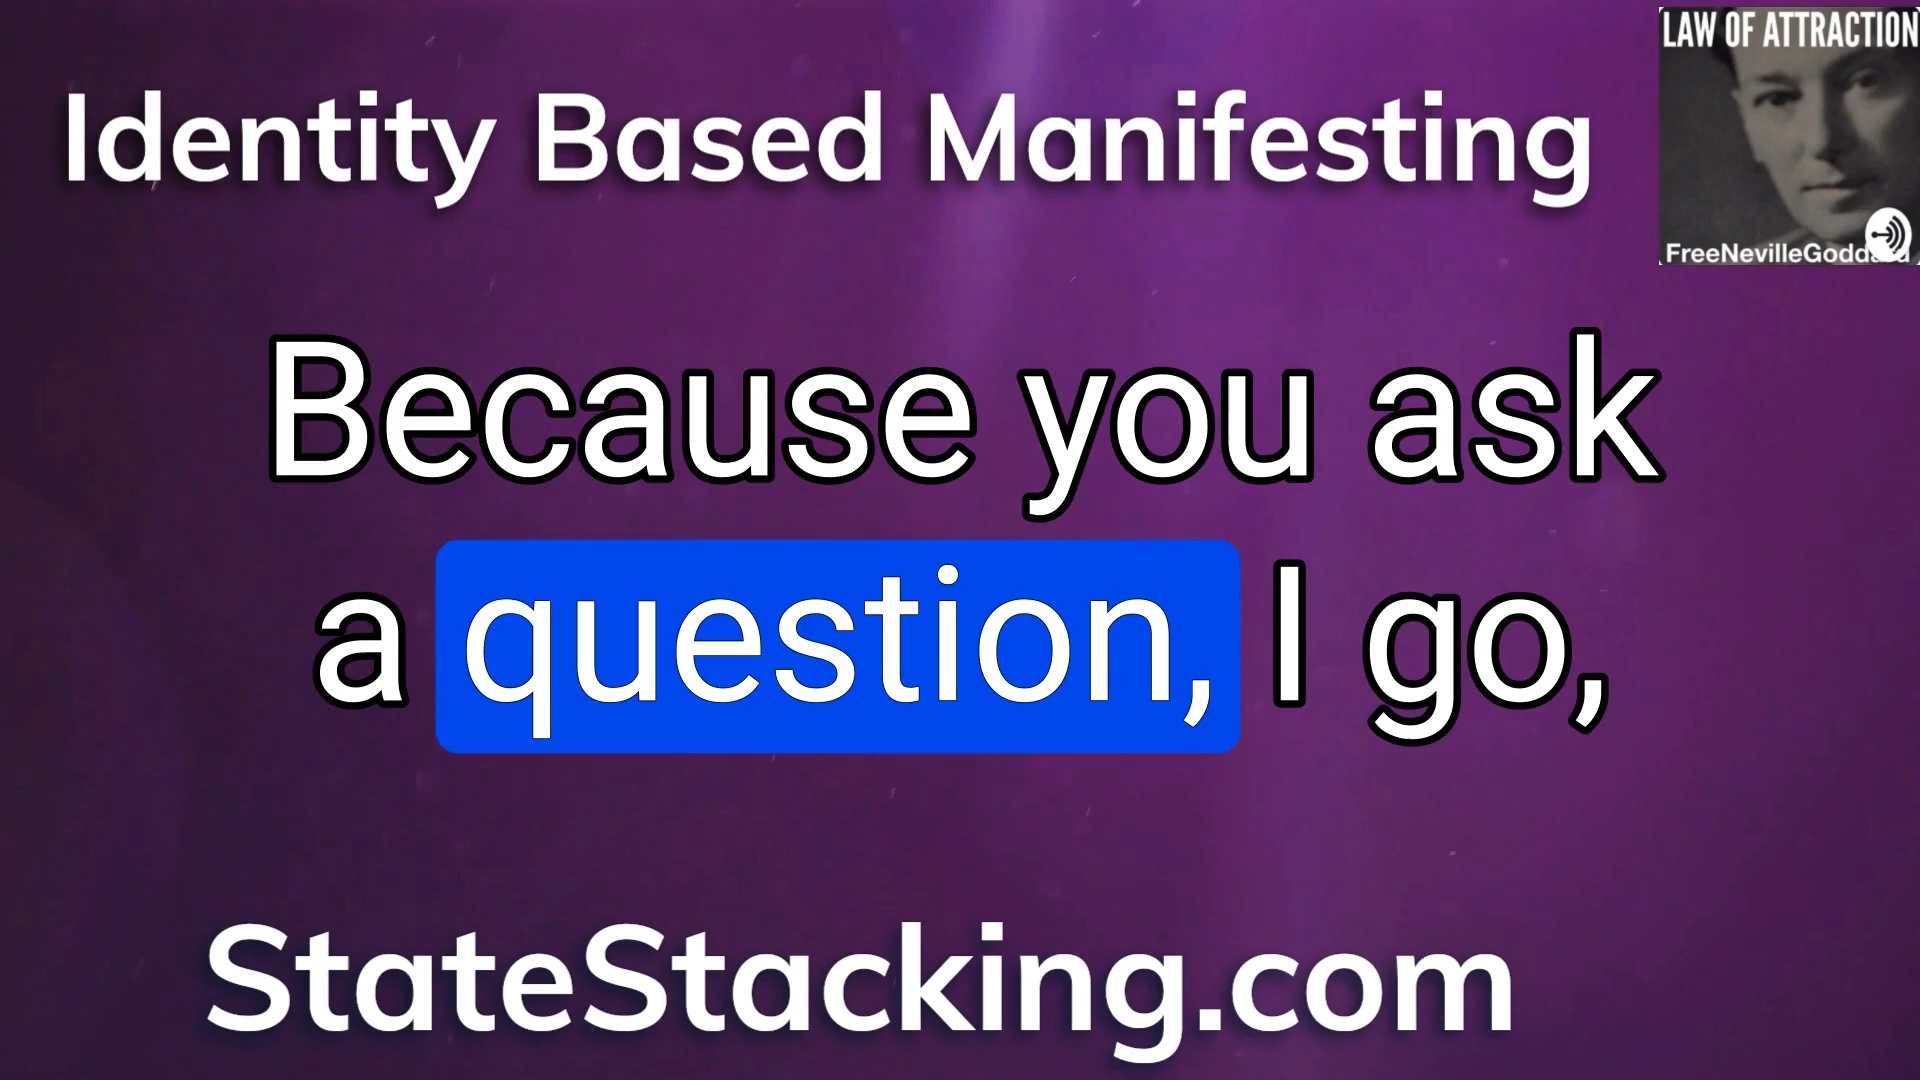 LAW OF ATTRACTION
Identity Based Manifesting
Because you ask
a question, I go,
StateStacking.com